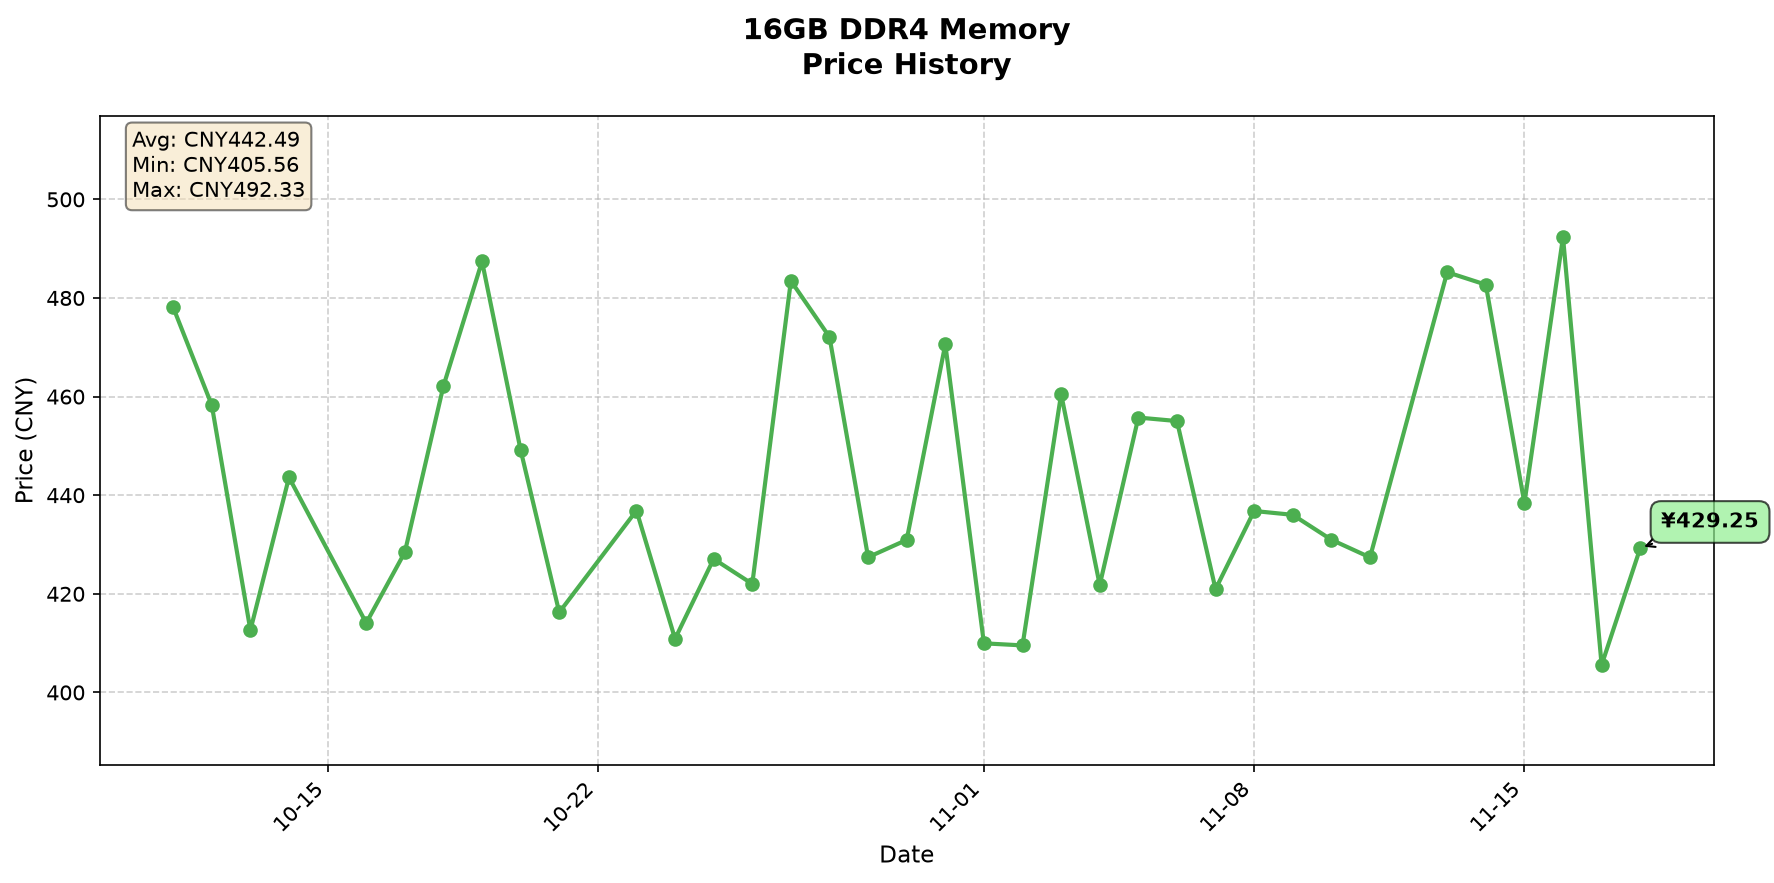 16GB DDR4 Memory
Price History
Avg: CNY442.49
Min: CNY405.56
Max: CNY492.33
500
480
460
440
420
400
Price (CNY)
¥429.25
10-15
10-22
11-01
11-08
11-15
Date